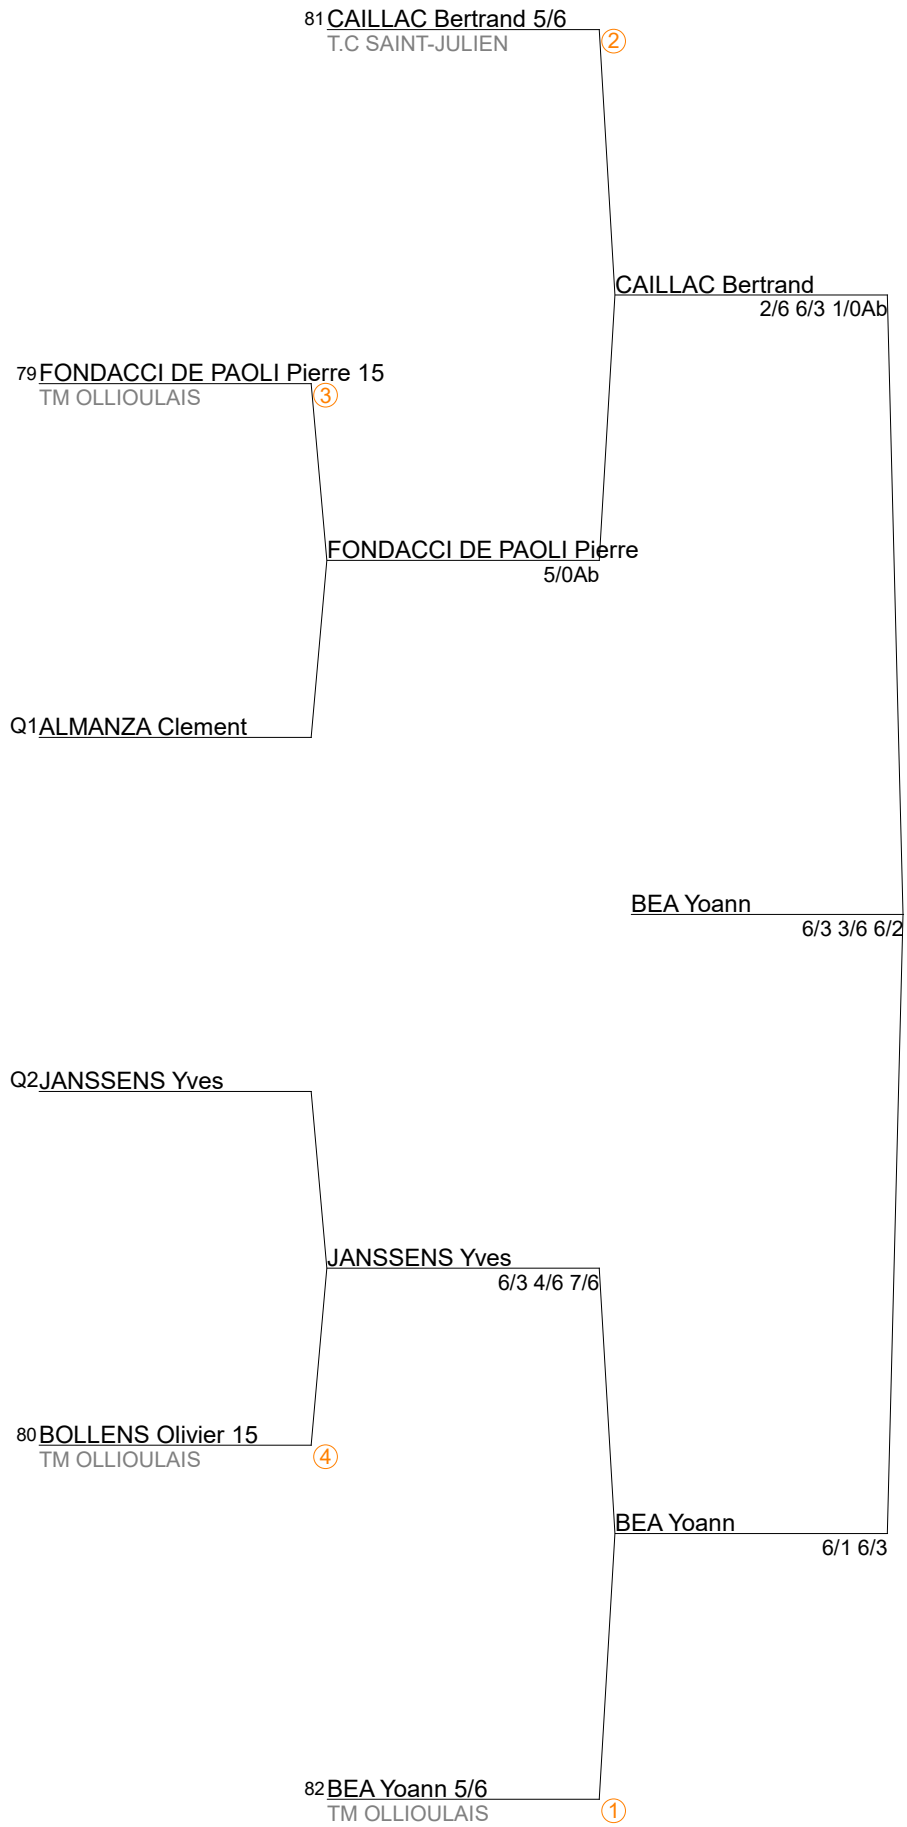 81 CAILLAC Bertrand 5/6
T.C SAINT-JULIEN
2
CAILLAC Bertrand
2/6 6/3 1/0Ab
79 FONDACCI DE PAOLI Pierre 15
TM OLLIOULAIS
3
FONDACCI DE PAOLI Pierre
5/0Ab
Q1 ALMANZA Clement
BEA Yoann
6/3 3/6 6/2
Q2 JANSSENS Yves
JANSSENS Yves
6/3 4/6 7/6
80 BOLLENS Olivier 15
TM OLLIOULAIS
4
BEA Yoann
6/1 6/3
82 BEA Yoann 5/6
TM OLLIOULAIS
1